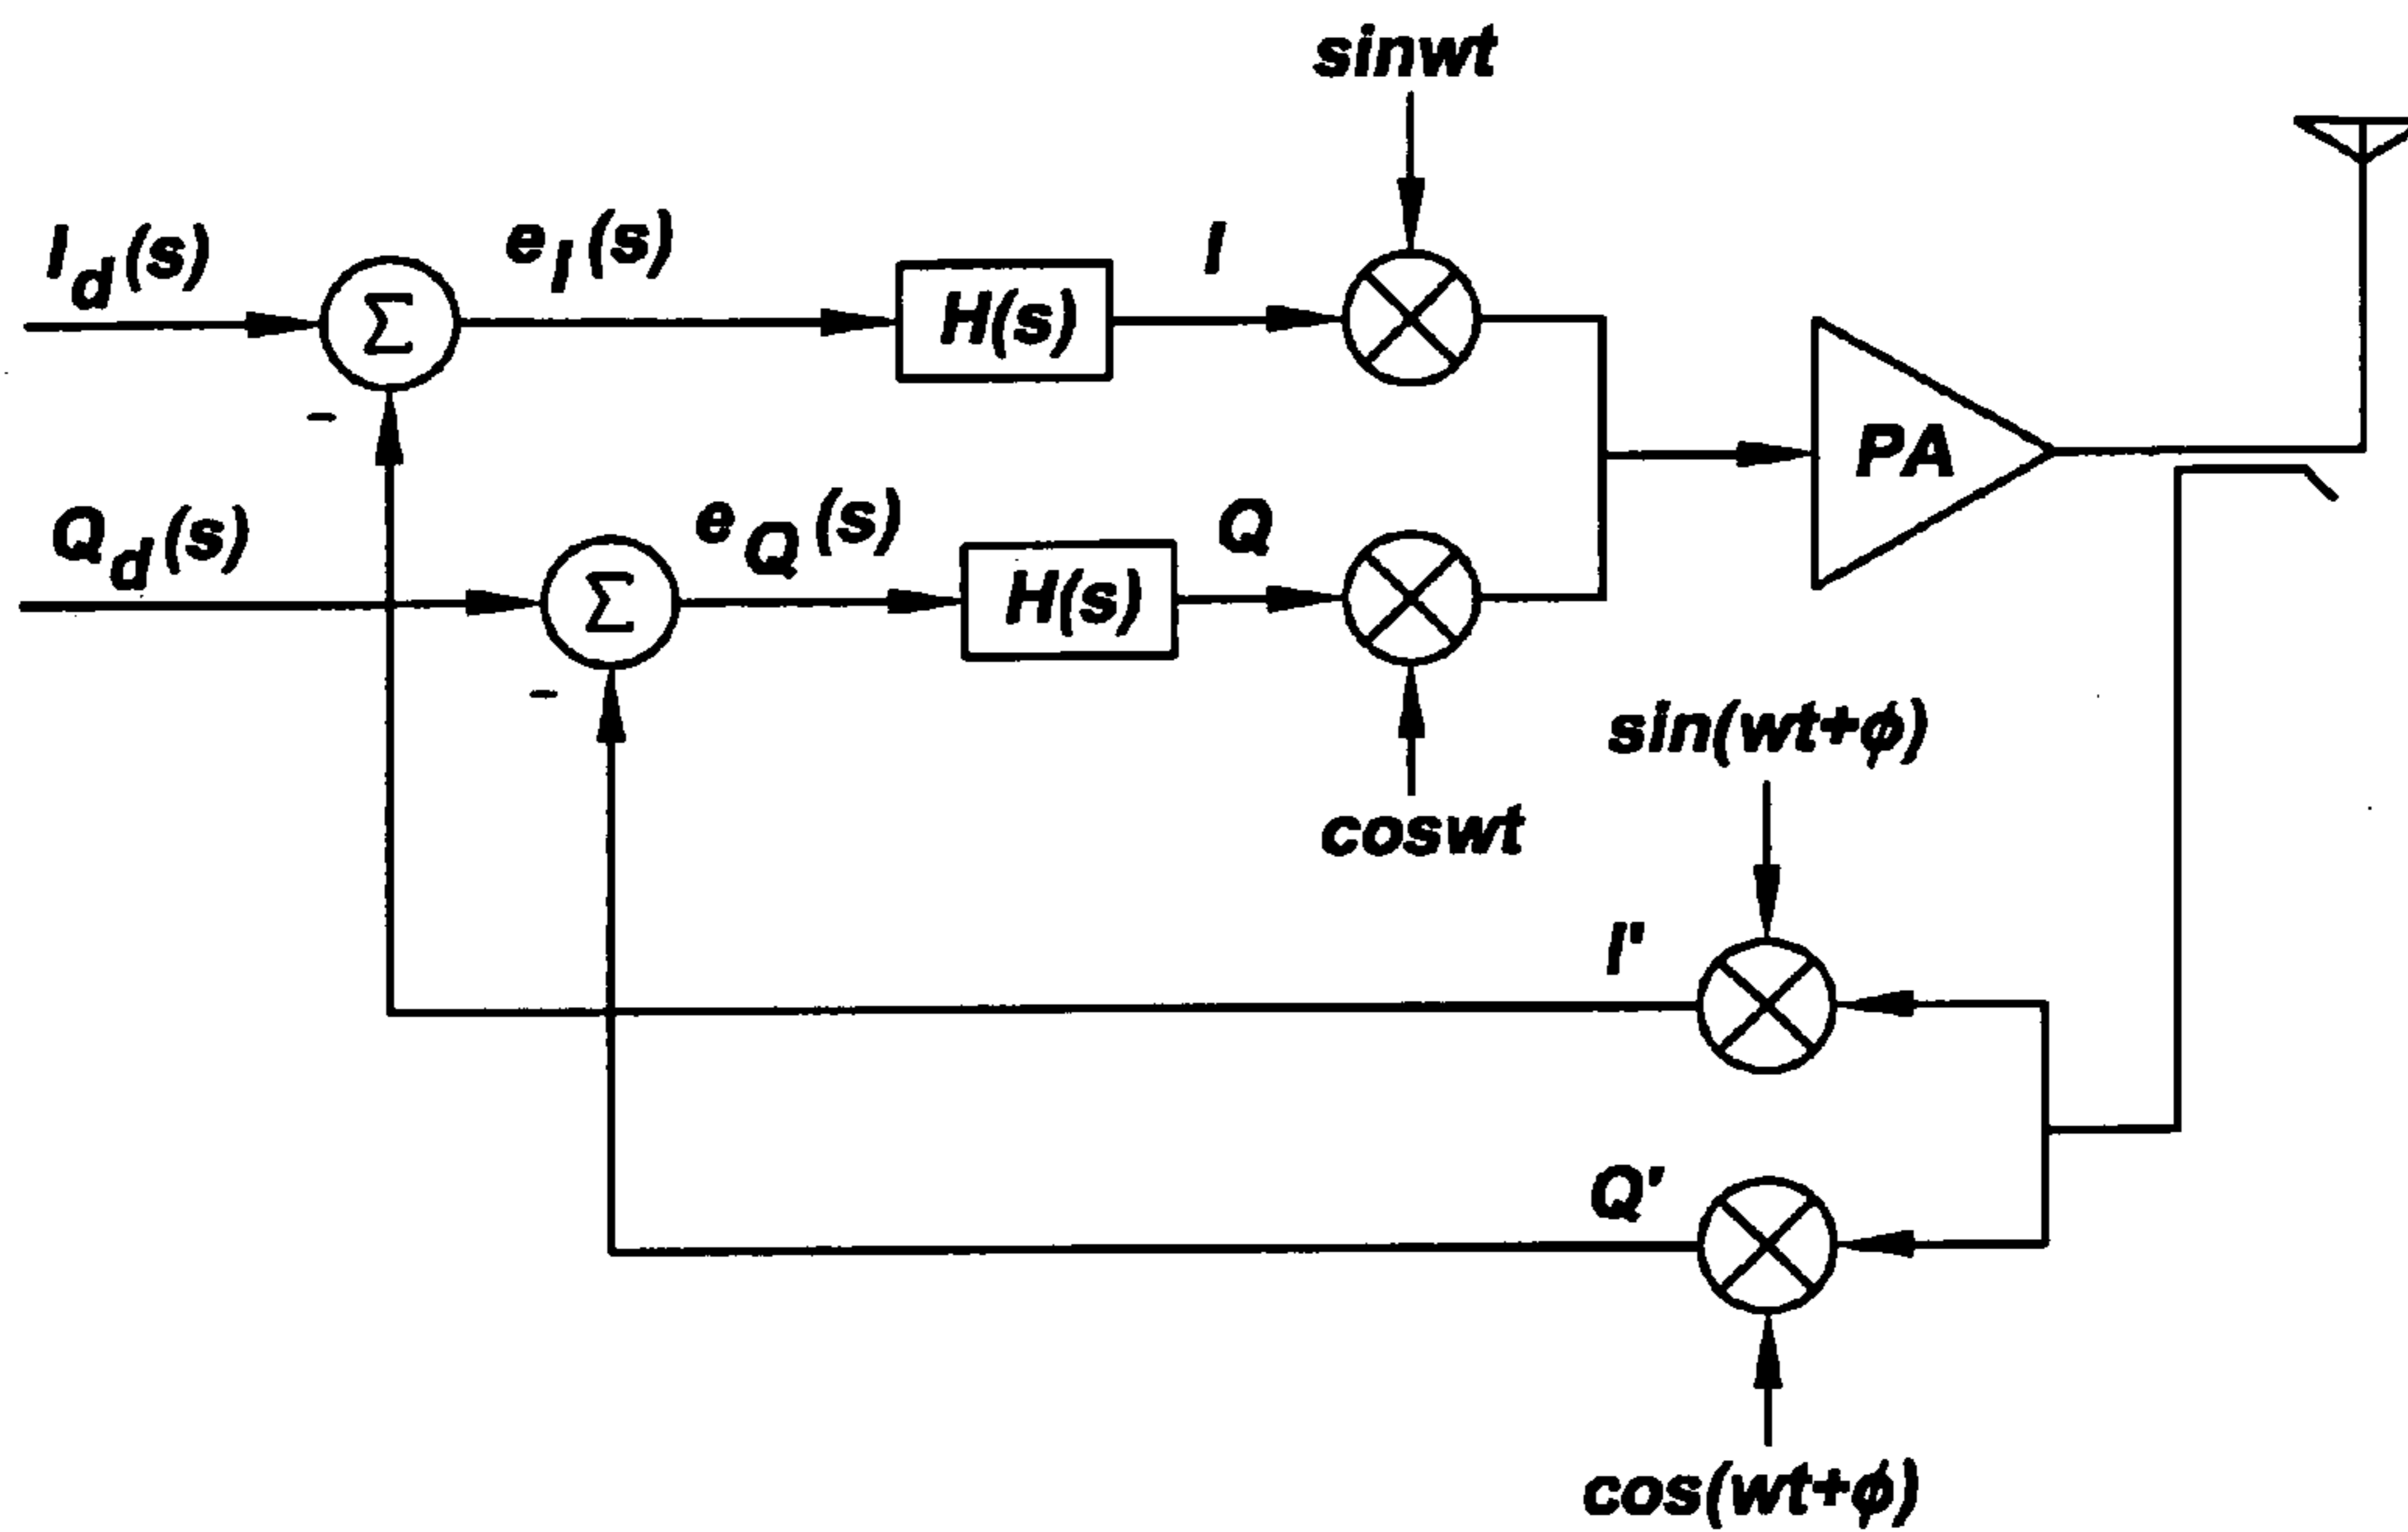 sinwt
I_d(s)
e_I(s)
H(s)
I
Σ
PA
-
Q_d(s)
e_Q(s)
H(s)
Q
Σ
-
coswt
sin(wt+ϕ)
I'
Q'
cos(wt+ϕ)